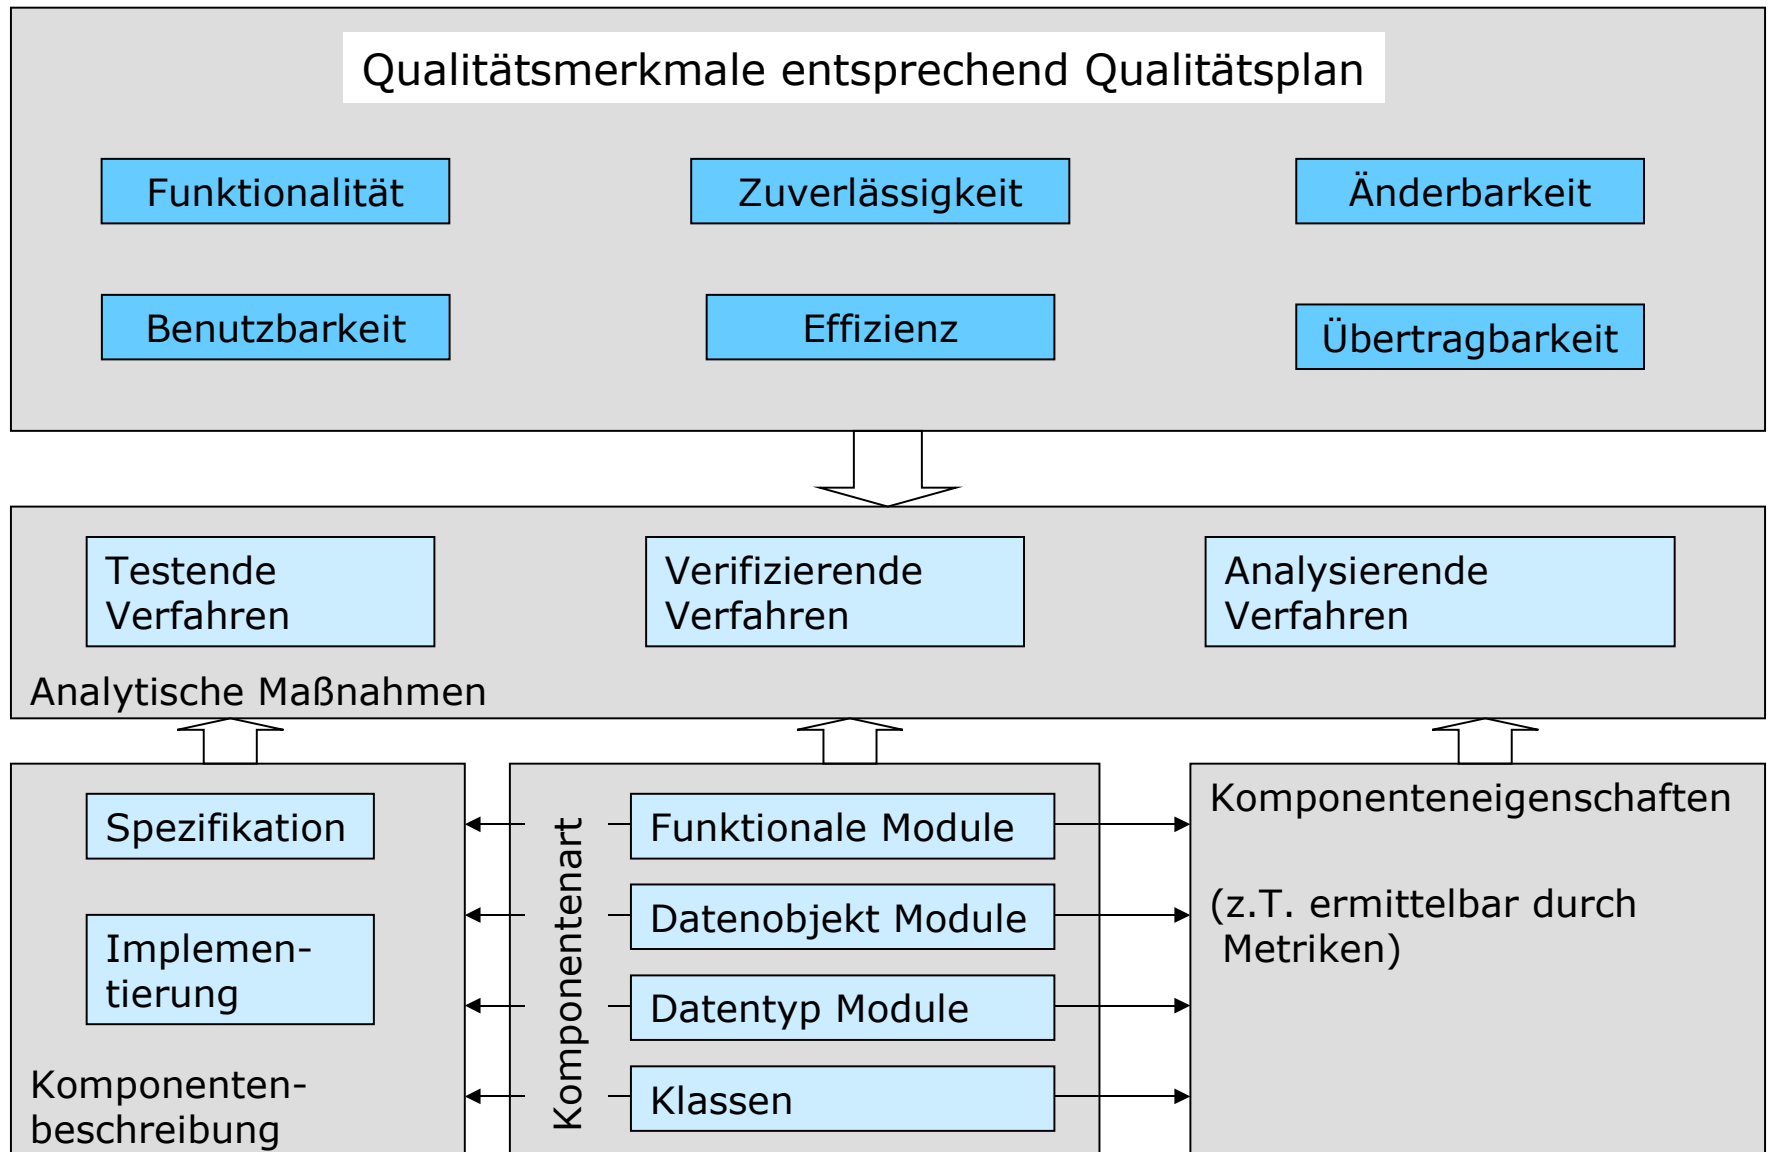 Qualitätsmerkmale entsprechend Qualitätsplan
Funktionalität
Zuverlässigkeit
Änderbarkeit
Benutzbarkeit
Effizienz
Übertragbarkeit
Testende
Verfahren
Verifizierende
Verfahren
Analysierende
Verfahren
Analytische Maßnahmen
Spezifikation
Implemen-
tierung
Komponenten-
beschreibung
Komponentenart
Funktionale Module
Datenobjekt Module
Datentyp Module
Klassen
Komponenteneigenschaften
(z.T. ermittelbar durch
Metriken)